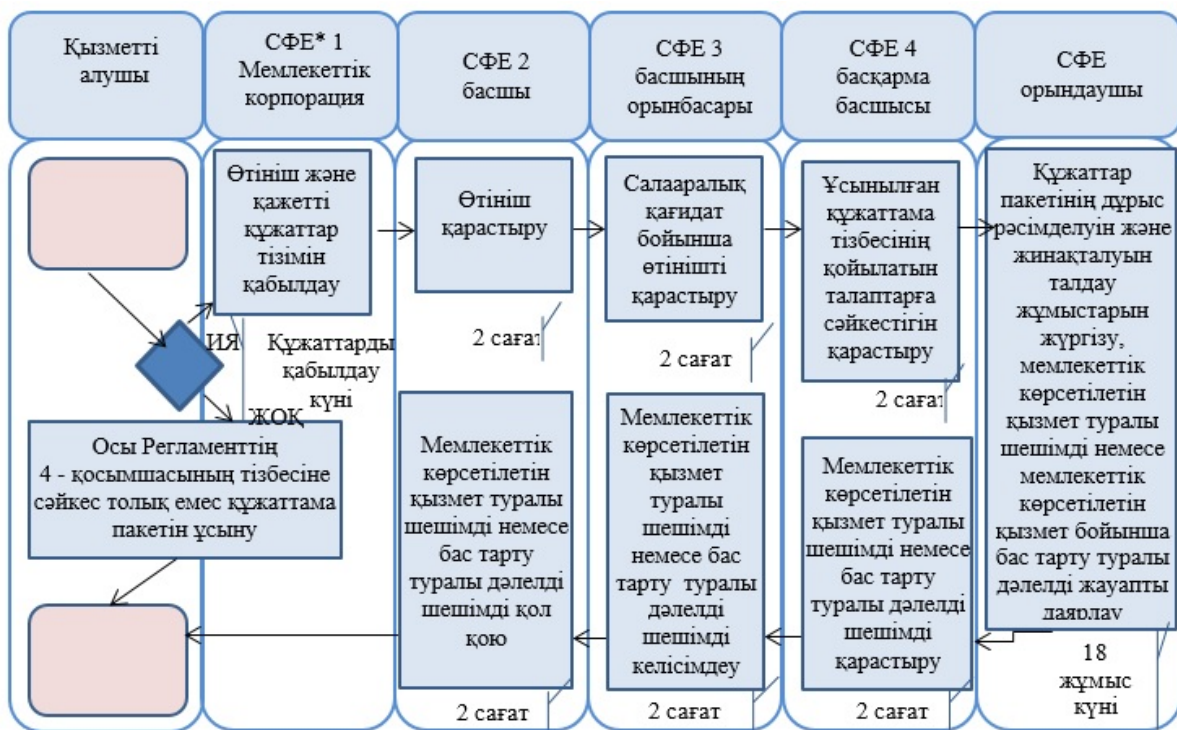 Қызметті
алушы
СФЕ* 1
Мемлекеттік
корпорация
СФЕ 2
басшы
СФЕ 3
басшының
орынбасары
СФЕ 4
басқарма
басшысы
СФЕ
орындаушы
Өтініш және
қажетті
құжаттар
тізімін
қабылдау
Өтініш
қарастыру
Салааралық
қағидат
бойынша
өтінішті
қарастыру
Ұсынылған
құжаттама
тізбесінің
қойылатын
талаптарға
сәйкестігін
қарастыру
Құжаттар
пакетінің дұрыс
рәсімделуін және
жинақталуын
талдау
жұмыстарын
жүргізу,
мемлекеттік
көрсетілетін
қызмет туралы
шешімді немесе
мемлекеттік
көрсетілетін
қызмет бойынша
бас тарту туралы
дәлелді жауапты
даярлау
ИЯ
Құжаттарды
қабылдау
күні
2 сағат
2 сағат
2 сағат
ЖОҚ
Осы Регламенттің
4 - қосымшасының тізбесіне
сәйкес толық емес құжаттама
пакетін ұсыну
Мемлекеттік
көрсетілетін
қызмет туралы
шешімді немесе
бас тарту
туралы дәлелді
шешімді қол
қою
Мемлекеттік
көрсетілетін
қызмет
туралы
шешімді
немесе бас
тарту туралы
дәлелді
шешімді
келісімдеу
Мемлекеттік
көрсетілетін
қызмет туралы
шешімді немесе
бас тарту
туралы дәлелді
шешімді
қарастыру
18
жұмыс
күні
2 сағат
2 сағат
2 сағат